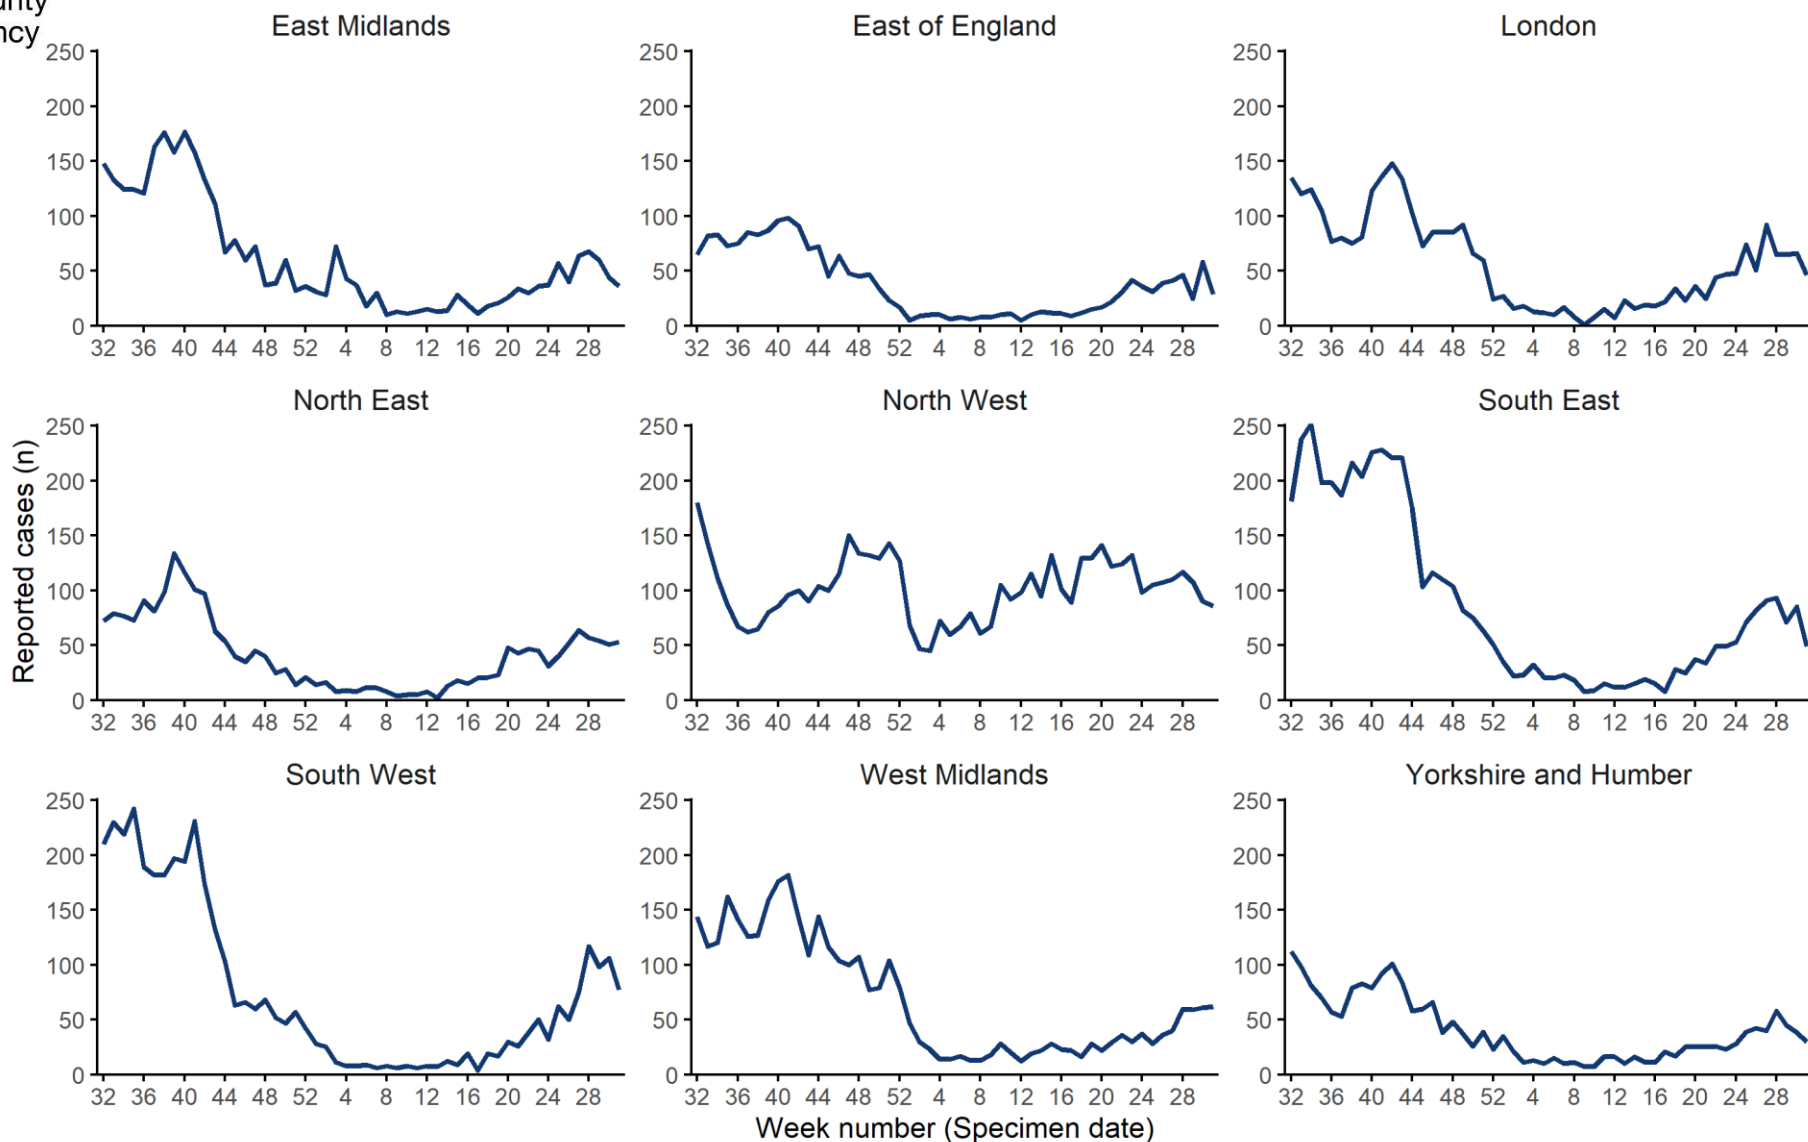 East Midlands
East of England
London
250 200 150 100 50 0
250 200 150 100 50 0
250 200 150 100 50 0
32 36 40 44 48 52 4 8 12 16 20 24 28
32 36 40 44 48 52 4 8 12 16 20 24 28
32 36 40 44 48 52 4 8 12 16 20 24 28
North East
North West
South East
Reported cases (n)
250 200 150 100 50 0
250 200 150 100 50 0
250 200 150 100 50 0
32 36 40 44 48 52 4 8 12 16 20 24 28
32 36 40 44 48 52 4 8 12 16 20 24 28
32 36 40 44 48 52 4 8 12 16 20 24 28
South West
West Midlands
Yorkshire and Humber
250 200 150 100 50 0
250 200 150 100 50 0
250 200 150 100 50 0
32 36 40 44 48 52 4 8 12 16 20 24 28
32 36 40 44 48 52 4 8 12 16 20 24 28
32 36 40 44 48 52 4 8 12 16 20 24 28
Week number (Specimen date)